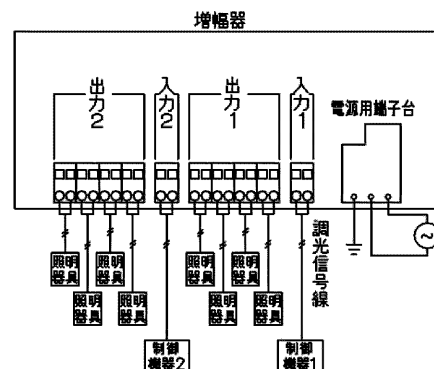 増幅器
出力2
入力2
出力1
入力1
電源用端子台
調光信号線
照明
器具
照明
器具
照明
器具
照明
器具
照明
器具
照明
器具
照明
器具
照明
器具
制御
機器2
制御
機器1